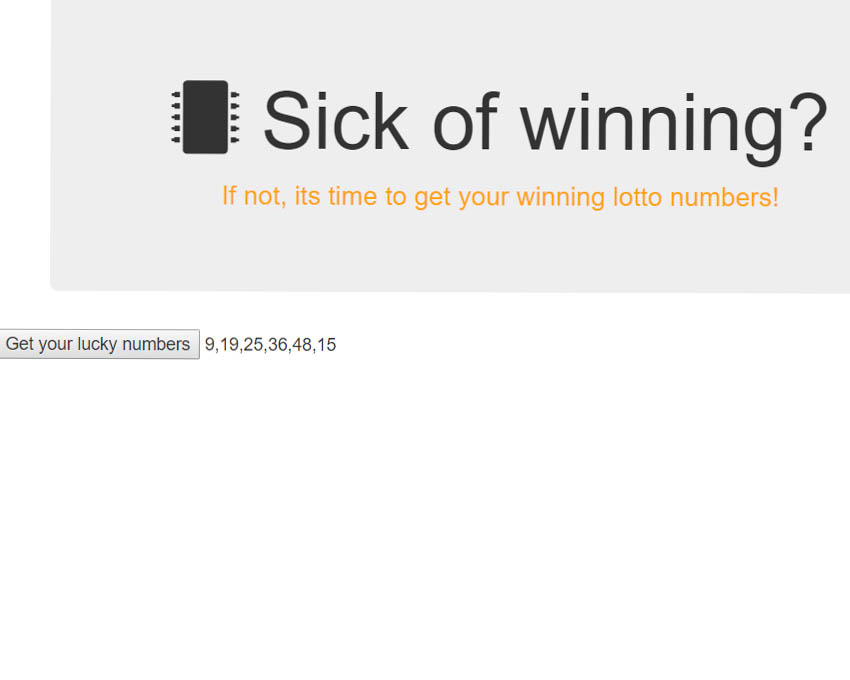 Sick of winning?
If not, its time to get your winning lotto numbers!
Get your lucky numbers 9,19,25,36,48,15